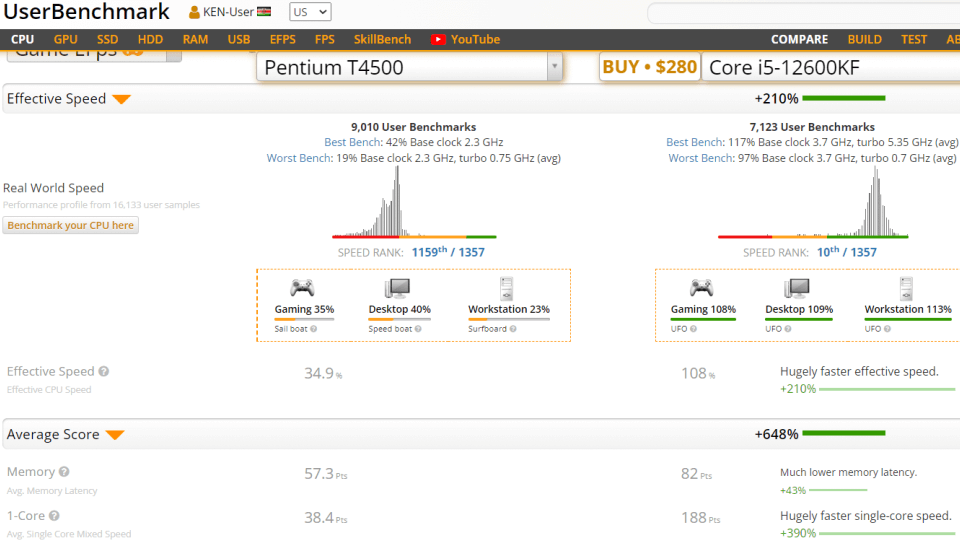 UserBenchmark KEN-User US
CPU GPU SSD HDD RAM USB EFPS FPS SkillBench YouTube COMPARE BUILD TEST
Game EFps
Pentium T4500 BUY • $280 Core i5-12600KF
Effective Speed +210%
9,010 User Benchmarks 7,123 User Benchmarks
Best Bench: 42% Base clock 2.3 GHz Best Bench: 117% Base clock 3.7 GHz, turbo 5.35 GHz (avg)
Worst Bench: 19% Base clock 2.3 GHz, turbo 0.75 GHz (avg) Worst Bench: 97% Base clock 3.7 GHz, turbo 0.7 GHz (avg)
Real World Speed
Performance profile from 16,133 user samples
Benchmark your CPU here
SPEED RANK: 1159th / 1357 SPEED RANK: 10th / 1357
Gaming 35% Desktop 40% Workstation 23% Gaming 108% Desktop 109% Workstation 113%
Sail boat Speed boat Surfboard UFO UFO UFO
Effective Speed 34.9 % 108 % Hugely faster effective speed.
Effective CPU Speed +210%
Average Score +648%
Memory 57.3 Pts 82 Pts Much lower memory latency.
Avg. Memory Latency +43%
1-Core 38.4 Pts 188 Pts Hugely faster single-core speed.
Avg. Single Core Mixed Speed +390%